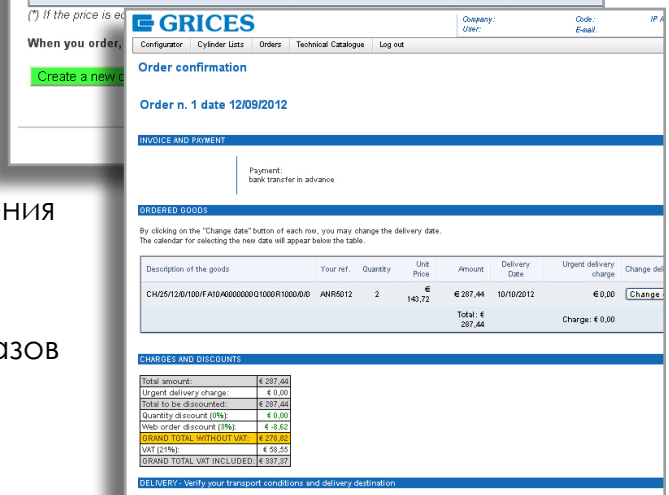 (*) If the price is eq
When you order,
Create a new c
ения
азов
GRICES
Company:
User:
Code:
E-mail.
IP A
Configurator Cylinder Lists Orders Technical Catalogue Log out
Order confirmation
Order n. 1 date 12/09/2012
INVOICE AND PAYMENT
Payment:
bank transfer in advance
ORDERED GOODS
By clicking on the "Change date" button of each row, you may change the delivery date.
The calendar for selecting the new date will appear below the table.
Description of the goods Your ref. Quantity Unit Price Amount Delivery Date Urgent delivery charge Change deli
CH/25/12/0/100/FA10A0000000Q1000R1000/0/0 ANR5012 2 € 143,72 € 287,44 10/10/2012 € 0,00 Change
Total: € 287,44 Charge: € 0,00
CHARGES AND DISCOUNTS
Total amount: € 287,44
Urgent delivery charge: € 0,00
Total to be discounted: € 287,44
Quantity discount (0%): € 0,00
Web order discount (3%): € -8,62
GRAND TOTAL WITHOUT VAT: € 278,82
VAT (21%): € 58,55
GRAND TOTAL VAT INCLUDED: € 337,37
DELIVERY - Verify your transport conditions and delivery destination